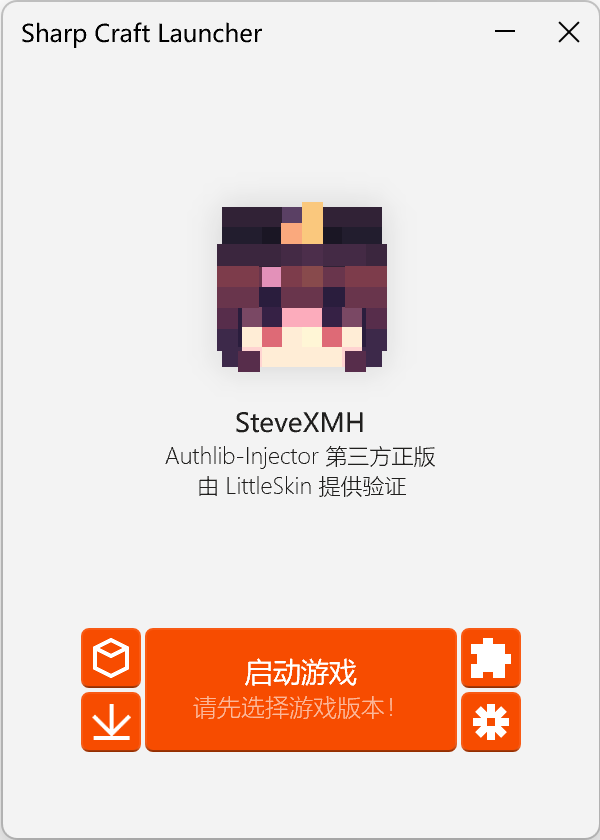 Sharp Craft Launcher
SteveXMH
Authlib-Injector 第三方正版
由 LittleSkin 提供验证
启动游戏
请先选择游戏版本！